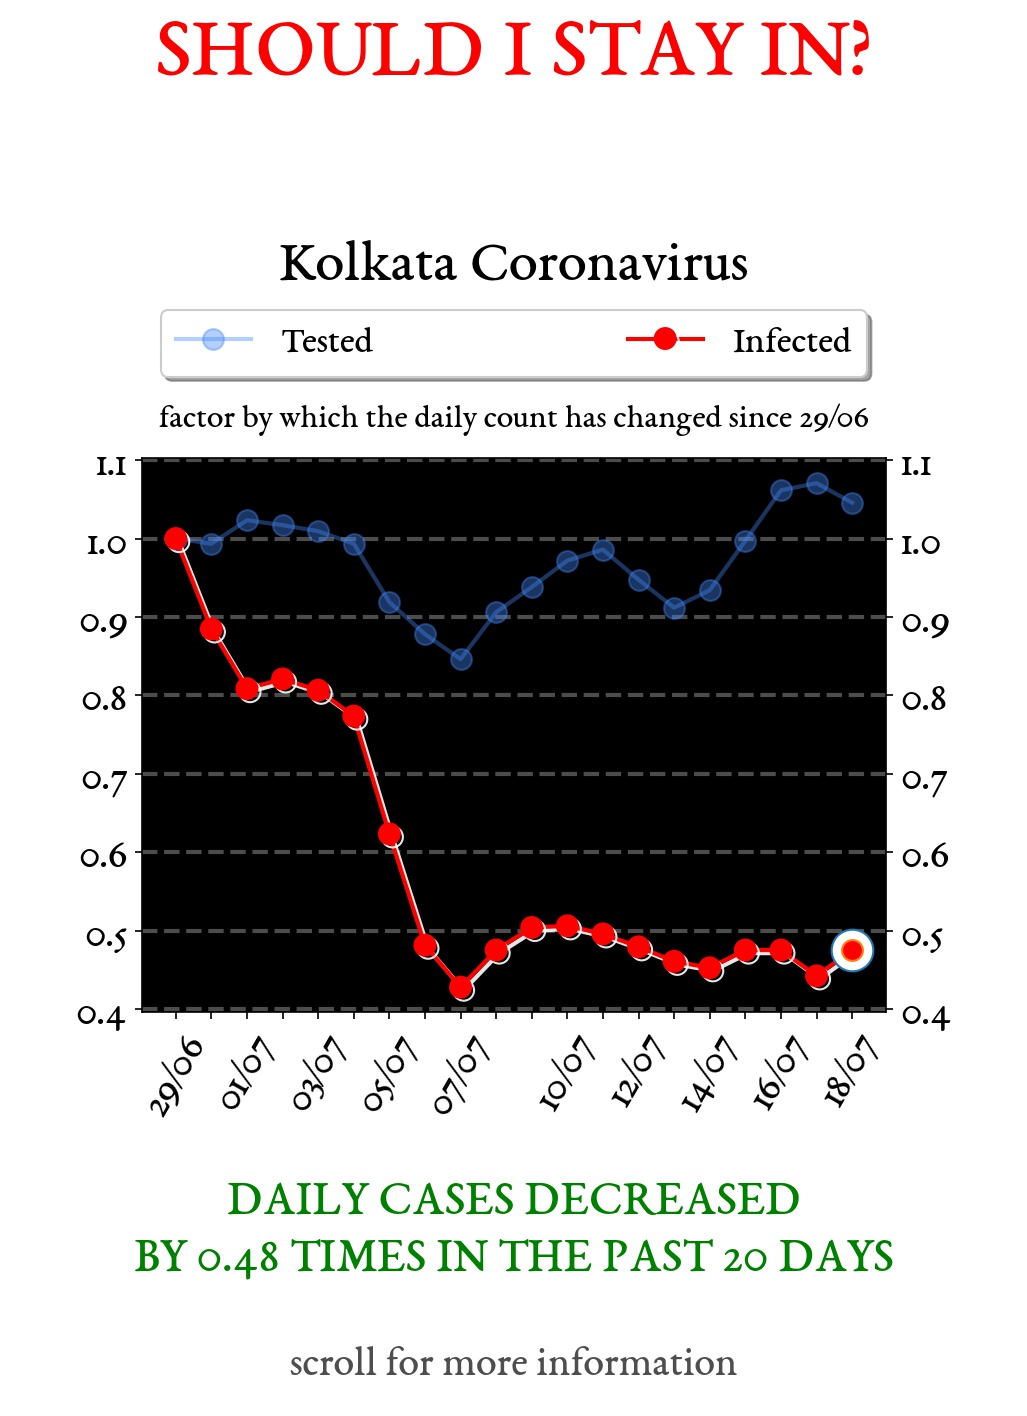 SHOULD I STAY IN?
Kolkata Coronavirus
Tested Infected
factor by which the daily count has changed since 29/06
1.1 1.1
1.0 1.0
0.9 0.9
0.8 0.8
0.7 0.7
0.6 0.6
0.5 0.5
0.4 0.4
29/06 01/07 03/07 05/07 07/07 10/07 12/07 14/07 16/07 18/07
DAILY CASES DECREASED
BY 0.48 TIMES IN THE PAST 20 DAYS
scroll for more information